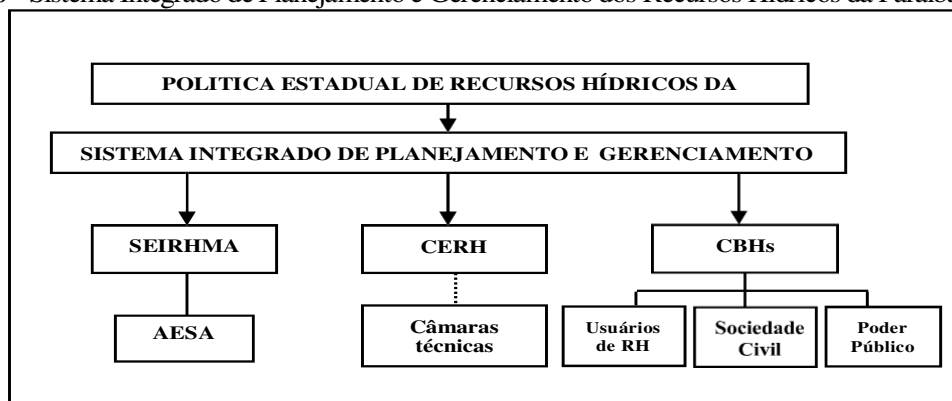 Sistema Integrado de Planejamento e Gerenciamento dos Recursos Hídricos da
POLITICA ESTADUAL DE RECURSOS HÍDRICOS DA
SISTEMA INTEGRADO DE PLANEJAMENTO E GERENCIAMENTO
SEIRHMA
CERH
CBHs
AESA
Câmaras
técnicas
Usuários
de RH
Sociedade
Civil
Poder
Público